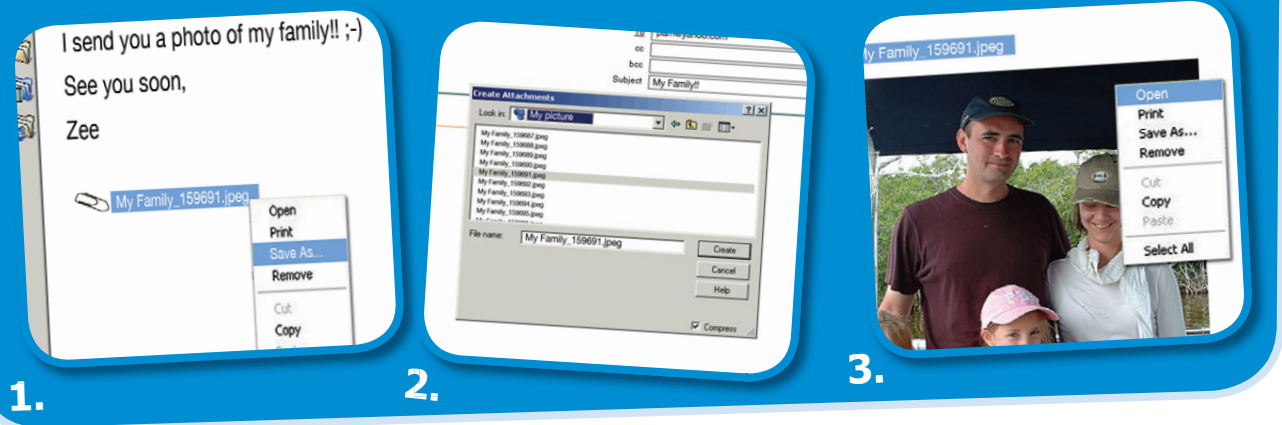 I send you a photo of my family!! ;-)
See you soon,
Zee
My Family_159691.jpeg
Open
Print
Save As...
Remove
Cut
Copy
1.
To
cc
bcc
Subject My Family!!
Create Attachments
Look in: My picture
My Family_159687.jpeg
My Family_159688.jpeg
My Family_159689.jpeg
My Family_159690.jpeg
My Family_159691.jpeg
My Family_159692.jpeg
My Family_159693.jpeg
My Family_159694.jpeg
My Family_159695.jpeg
File name: My Family_159691.jpeg
Create
Cancel
Help
Compress
2.
My Family_159691.jpeg
Open
Print
Save As...
Remove
Cut
Copy
Paste
Select All
3.